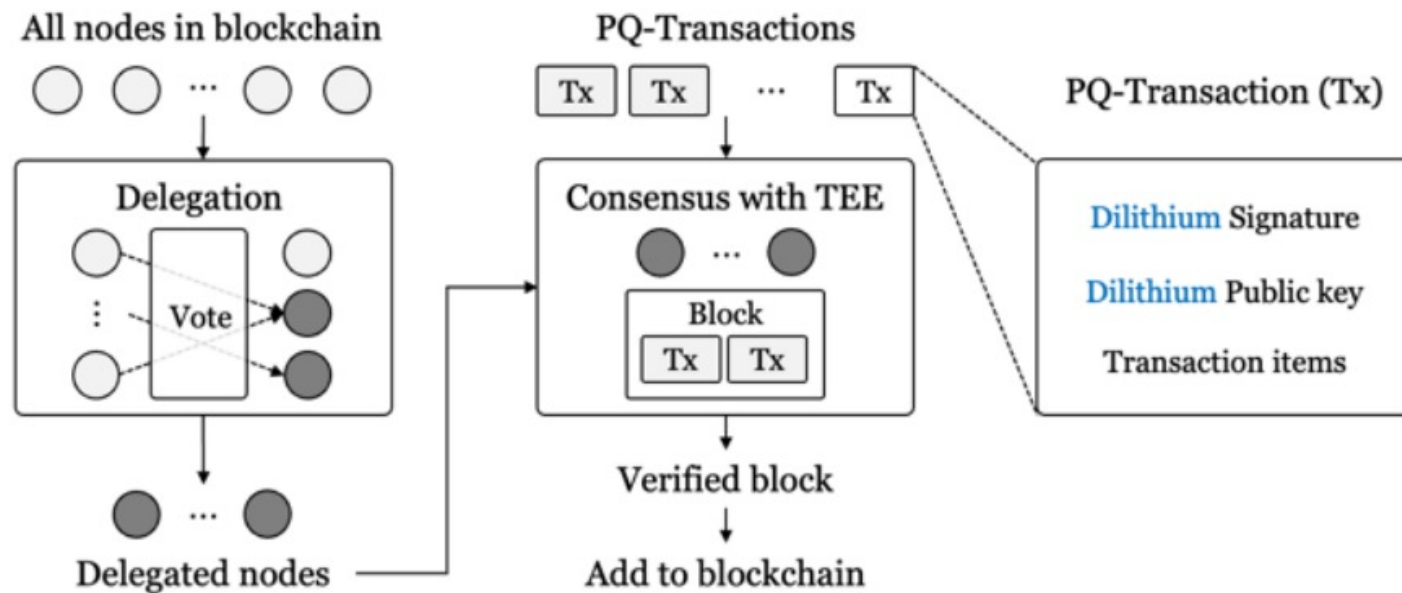 All nodes in blockchain
...
Delegation
Vote
...
Delegated nodes
PQ-Transactions
Tx Tx ... Tx
Consensus with TEE
...
Block
Tx Tx
Verified block
Add to blockchain
PQ-Transaction (Tx)
Dilithium Signature
Dilithium Public key
Transaction items